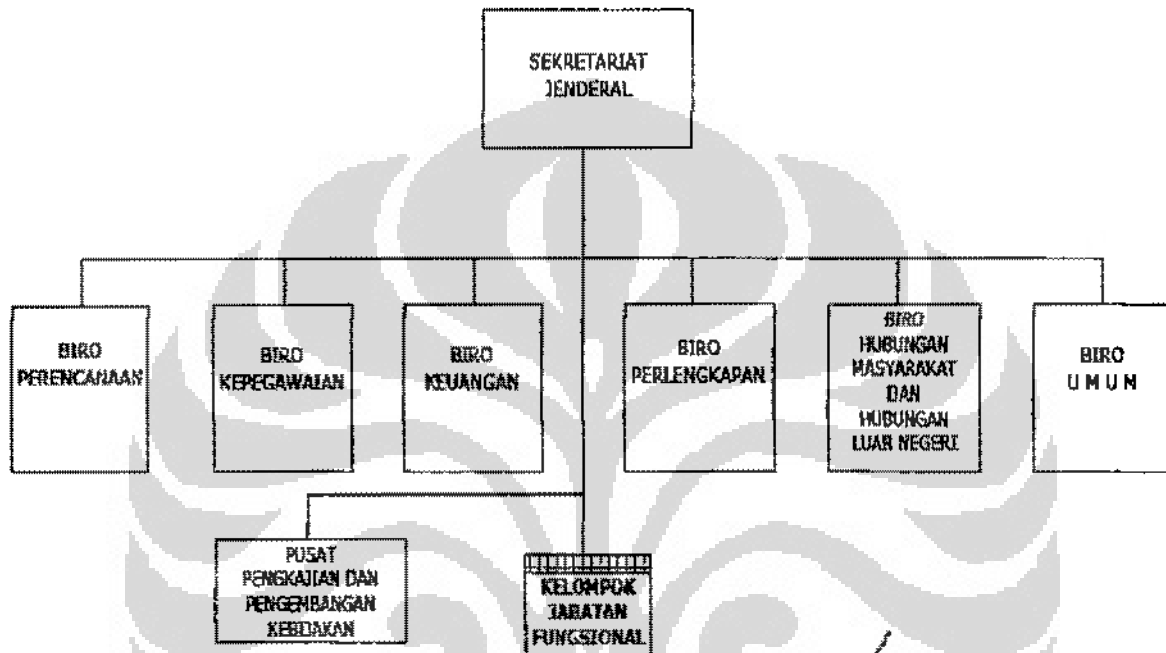 SEKRETARIAT
JENDERAL
BIRO
PERENCANAAN
BIRO
KEPEGAWAIAN
BIRO
KEUANGAN
BIRO
PERLENGKAPAN
BIRO
HUBUNGAN
MASYARAKAT
DAN
HUBUNGAN
LUAR NEGERI
BIRO
U M U M
PUSAT
PENGKAJIAN DAN
PENGEMBANGAN
KEBIJAKAN
KELOMPOK
JABATAN
FUNGSIONAL